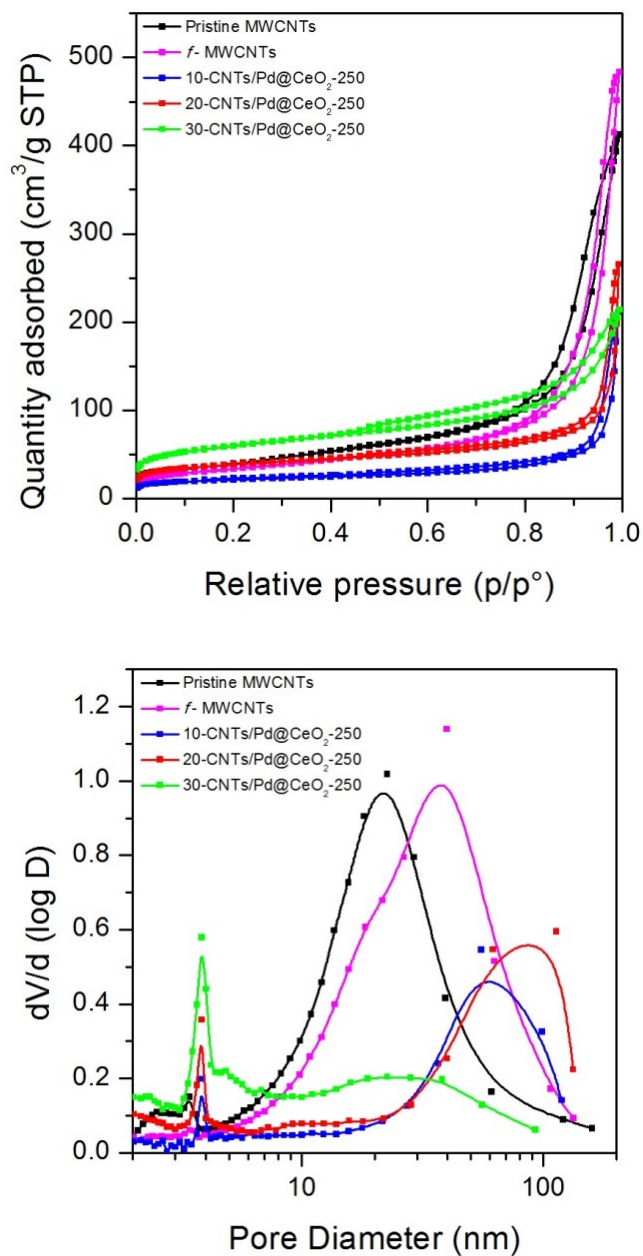 Pristine MWCNTs
f- MWCNTs
10-CNTs/Pd@CeO₂-250
20-CNTs/Pd@CeO₂-250
30-CNTs/Pd@CeO₂-250
500
400
300
200
100
0
Quantity adsorbed (cm³/g STP)
0.0 0.2 0.4 0.6 0.8 1.0
Relative pressure (p/p°)
Pristine MWCNTs
f- MWCNTs
10-CNTs/Pd@CeO₂-250
20-CNTs/Pd@CeO₂-250
30-CNTs/Pd@CeO₂-250
1.2
1.0
0.8
0.6
0.4
0.2
0.0
dV/d (log D)
10 100
Pore Diameter (nm)